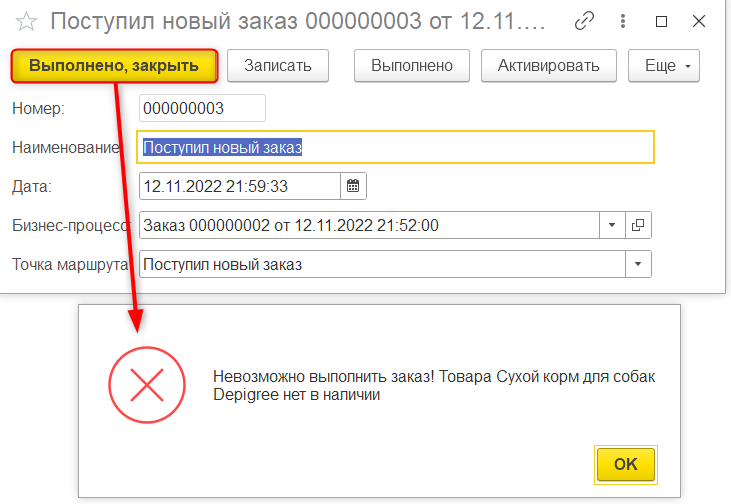 Поступил новый заказ 000000003 от 12.11....
Выполнено, закрыть Записать Выполнено Активировать Еще
Номер: 000000003
Наименование: Поступил новый заказ
Дата: 12.11.2022 21:59:33
Бизнес-процесс: Заказ 000000002 от 12.11.2022 21:52:00
Точка маршрута: Поступил новый заказ
Невозможно выполнить заказ! Товара Сухой корм для собак
Depigree нет в наличии
OK